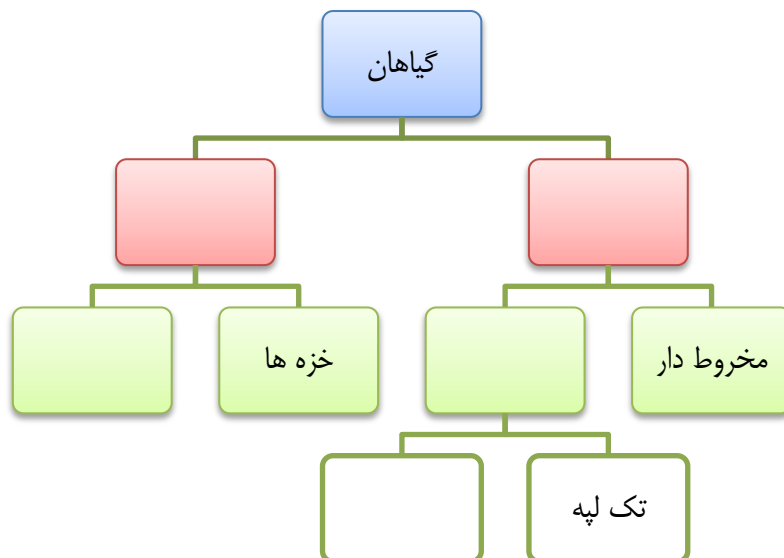 گیاهان
مخروط دار
خزه ها
تک لپه